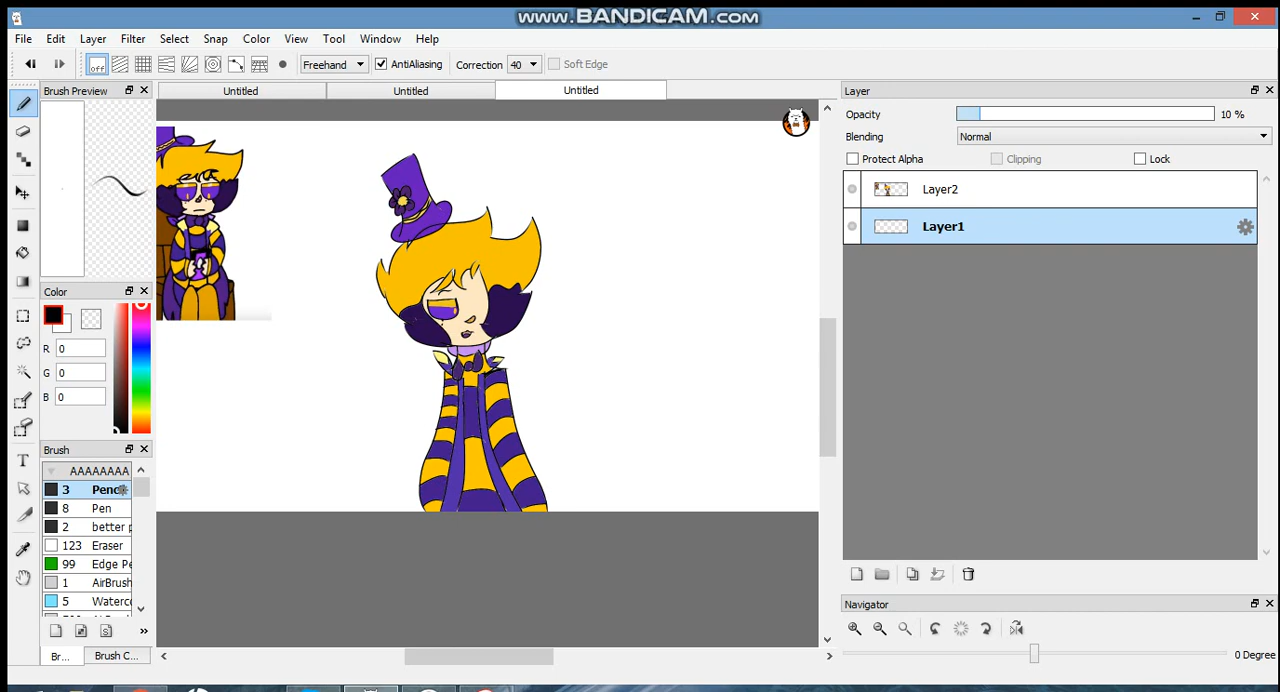 www.BANDICAM.com
File Edit Layer Filter Select Snap Color View Tool Window Help
off Freehand AntiAliasing Correction 40 Soft Edge
Brush Preview
Untitled Untitled Untitled
Layer
Opacity 10 %
Blending Normal
Protect Alpha Clipping Lock
Layer2
Layer1
Color
R 0
G 0
B 0
Brush
AAAAAAAA
3 Penc
8 Pen
2 better p
123 Eraser
99 Edge Pe
1 AirBrush
5 Waterc
Br... Brush C...
Navigator
0 Degree